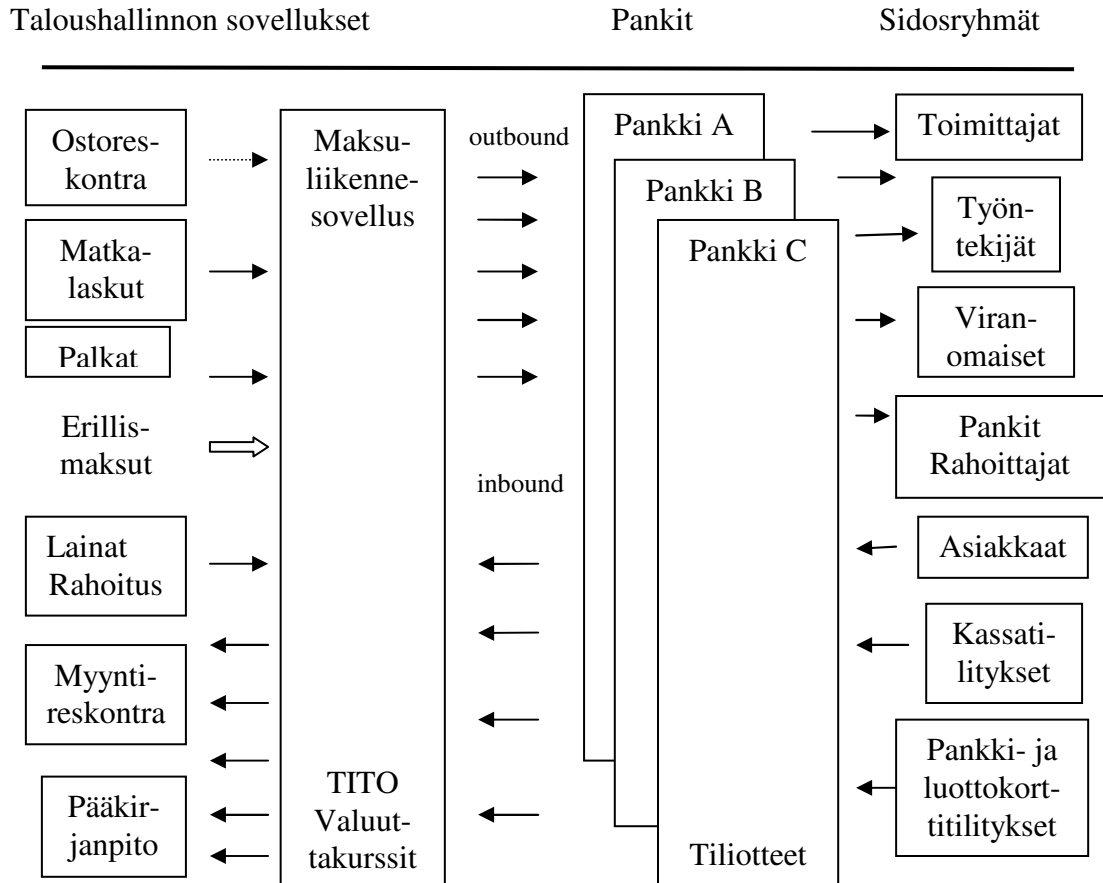 Taloushallinnon sovellukset
Pankit
Sidosryhmät
Ostores-
kontra
Matka-
laskut
Palkat
Erillis-
maksut
Lainat
Rahoitus
Myynti-
reskontra
Pääkir-
janpito
Maksu-
liikenne-
sovellus
TITO
Valuut-
takurssit
outbound
inbound
Pankki A
Pankki B
Pankki C
Tiliotteet
Toimittajat
Työn-
tekijät
Viran-
omaiset
Pankit
Rahoittajat
Asiakkaat
Kassati-
litykset
Pankki- ja
luottokort-
titilitykset